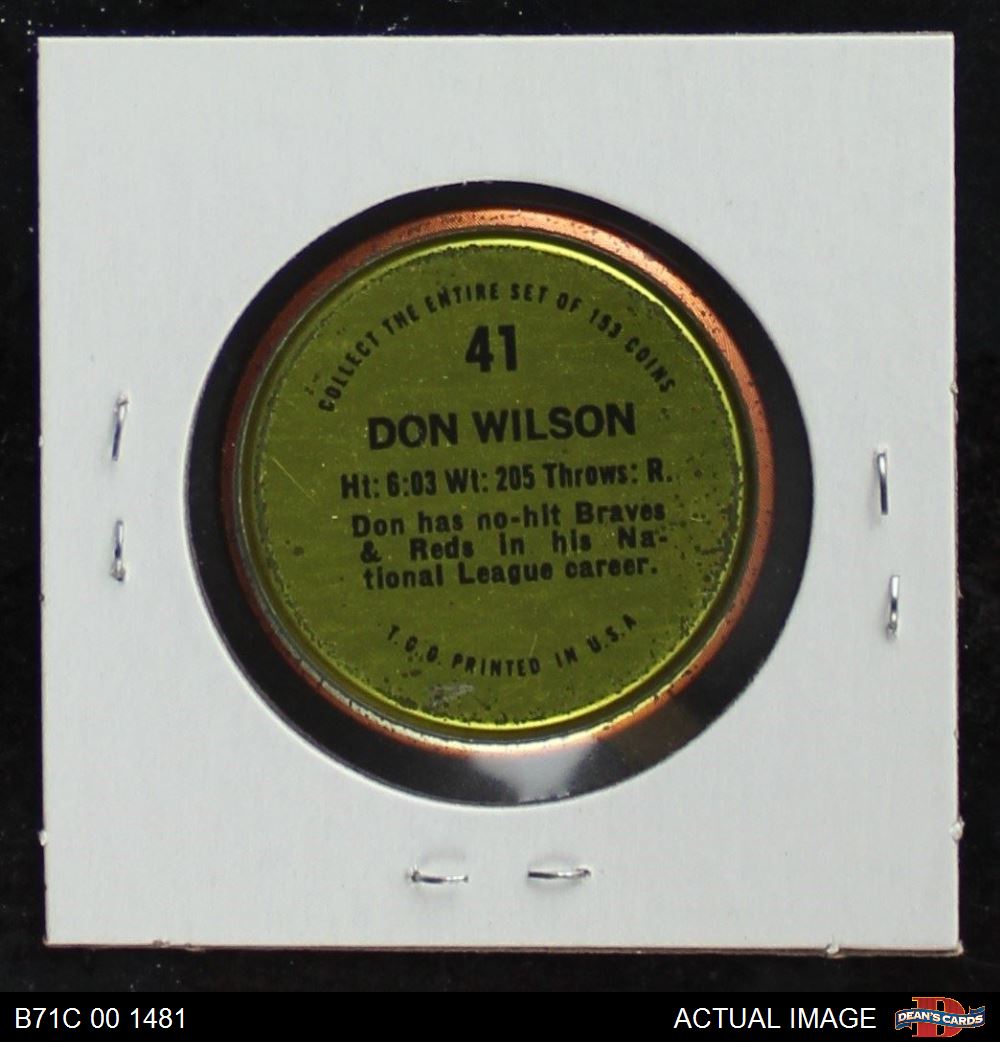 COLLECT THE ENTIRE SET OF 153 COINS
41
DON WILSON
Ht: 6:03 Wt: 205 Throws: R.
Don has no-hit Braves
& Reds in his Na-
tional League career.
T.C.G. PRINTED IN U.S.A
B71C 00 1481
ACTUAL IMAGE
DEAN'S CARDS